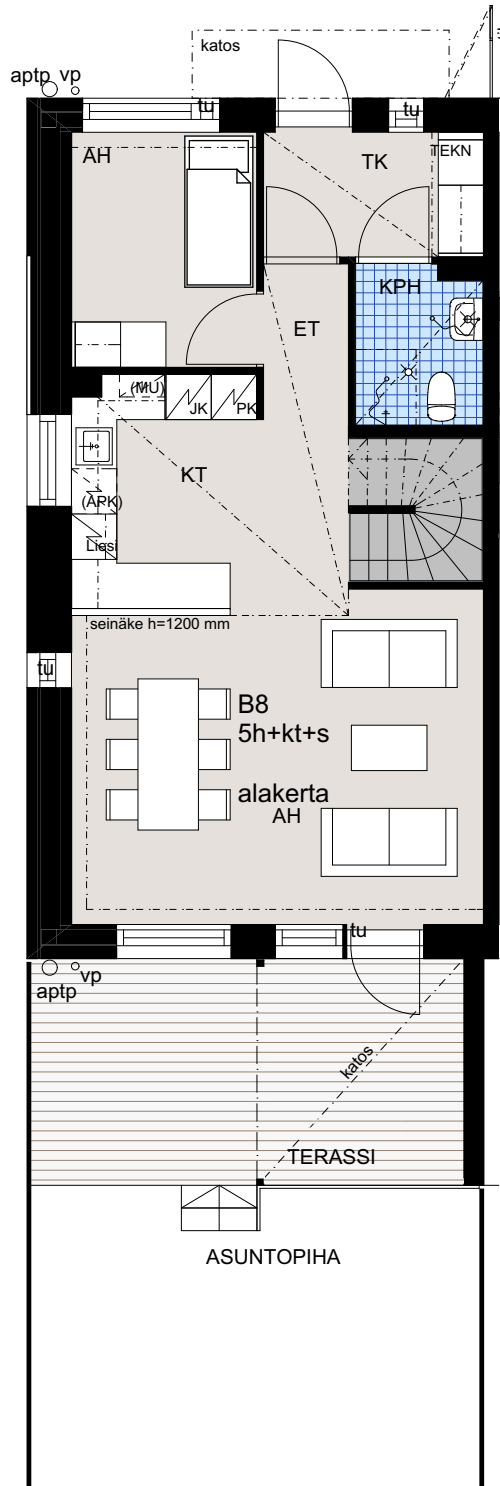 katos
aptp vp
tu
tu
AH
TK
TEKN
KPH
ET
(MU)
JK
PK
KT
(APK)
Liesi
seinäke h=1200 mm
tu
B8
5h+kt+s
alakerta
AH
tu
vp
aptp
katos
TERASSI
ASUNTOPIHA